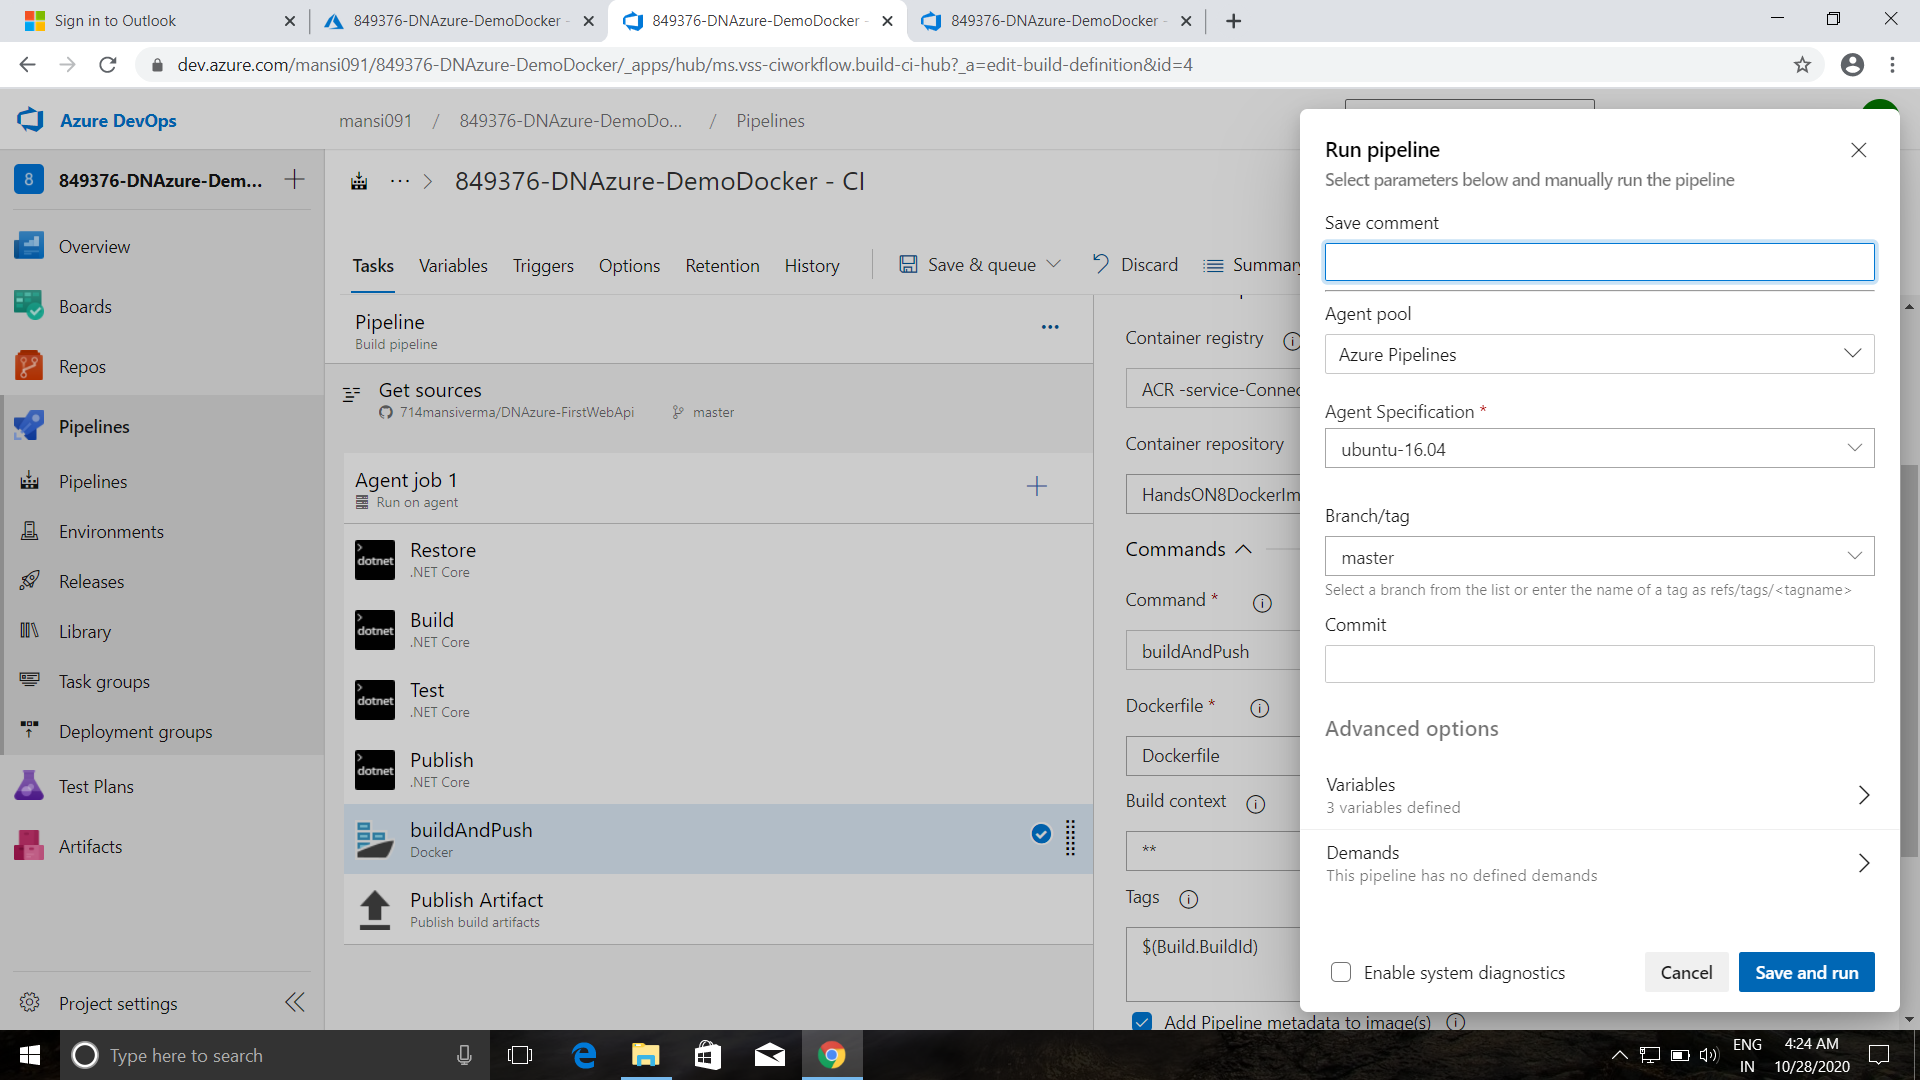 Sign in to Outlook
849376-DNAzure-DemoDocker -
849376-DNAzure-DemoDocker -
849376-DNAzure-DemoDocker -
dev.azure.com/mansi091/849376-DNAzure-DemoDocker/_apps/hub/ms.vss-ciworkflow.build-ci-hub?_a=edit-build-definition&id=4
Azure DevOps
mansi091 / 849376-DNAzure-DemoDo... / Pipelines
8 849376-DNAzure-Dem...
Overview
Boards
Repos
Pipelines
Pipelines
Environments
Releases
Library
Task groups
Deployment groups
Test Plans
Artifacts
Project settings
... > 849376-DNAzure-DemoDocker - CI
Tasks Variables Triggers Options Retention History Save & queue Discard Summary
Pipeline
Build pipeline
Get sources
714mansiverma/DNAzure-FirstWebApi master
Agent job 1
Run on agent
dotnet Restore
.NET Core
dotnet Build
.NET Core
dotnet Test
.NET Core
dotnet Publish
.NET Core
buildAndPush
Docker
Publish Artifact
Publish build artifacts
Container registry
ACR -service-Connec
Container repository
HandsON8DockerIm
Commands
Command *
buildAndPush
Dockerfile *
Dockerfile
Build context
**
Tags
$(Build.BuildId)
Add Pipeline metadata to image(s)
Run pipeline
Select parameters below and manually run the pipeline
Save comment
Agent pool
Azure Pipelines
Agent Specification *
ubuntu-16.04
Branch/tag
master
Select a branch from the list or enter the name of a tag as refs/tags/<tagname>
Commit
Advanced options
Variables
3 variables defined
Demands
This pipeline has no defined demands
Enable system diagnostics
Cancel
Save and run
Type here to search
ENG
IN
4:24 AM
10/28/2020